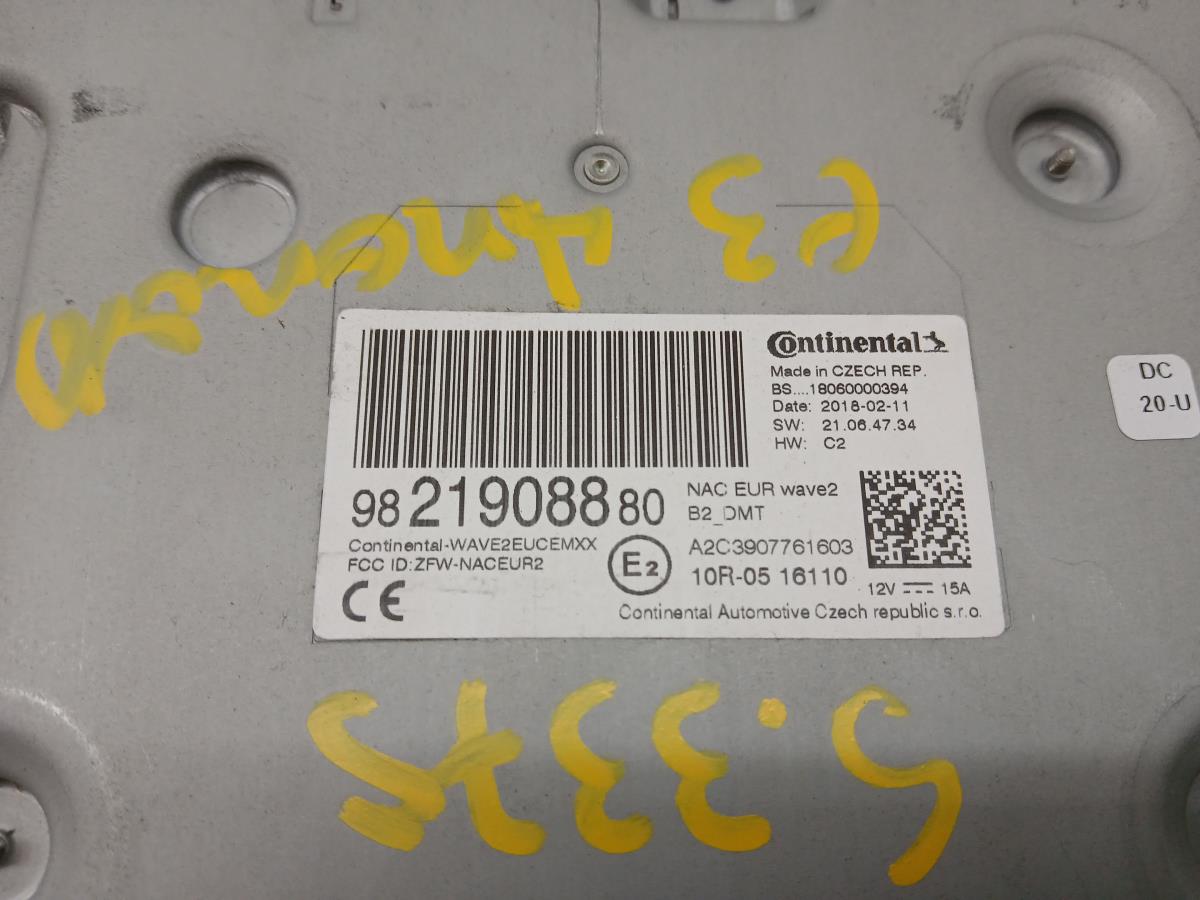 Continental
Made in CZECH REP.
BS....18060000394
Date: 2018-02-11
SW: 21.06.47.34
HW: C2
98 219088 80
NAC EUR wave2
B2_DMT
Continental-WAVE2EUCEMXX
FCC ID:ZFW-NACEUR2
CE
E2
A2C3907761603
10R-05 16110
12V 15A
Continental Automotive Czech republic s.r.o.
DC
20-U